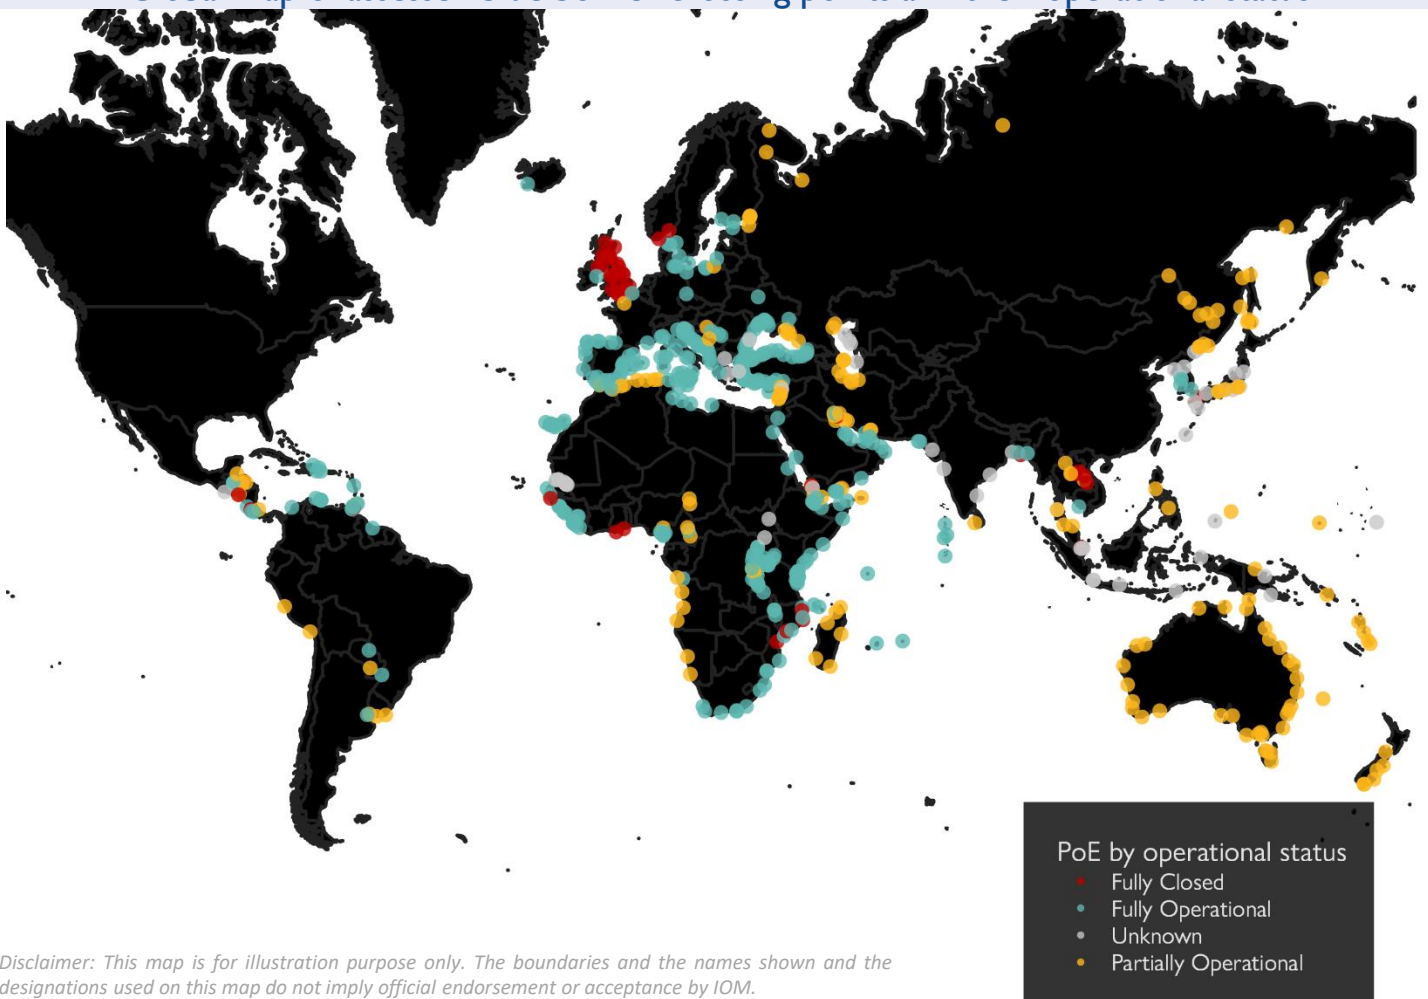 PoE by operational status
Fully Closed
Fully Operational
Unknown
Partially Operational
Disclaimer: This map is for illustration purpose only. The boundaries and the names shown and the
designations used on this map do not imply official endorsement or acceptance by IOM.